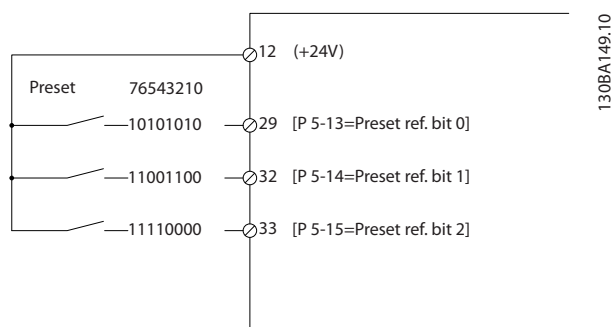 12 (+24V)
Preset 76543210
10101010 29 [P 5-13=Preset ref. bit 0]
11001100 32 [P 5-14=Preset ref. bit 1]
11110000 33 [P 5-15=Preset ref. bit 2]
130BA149.10